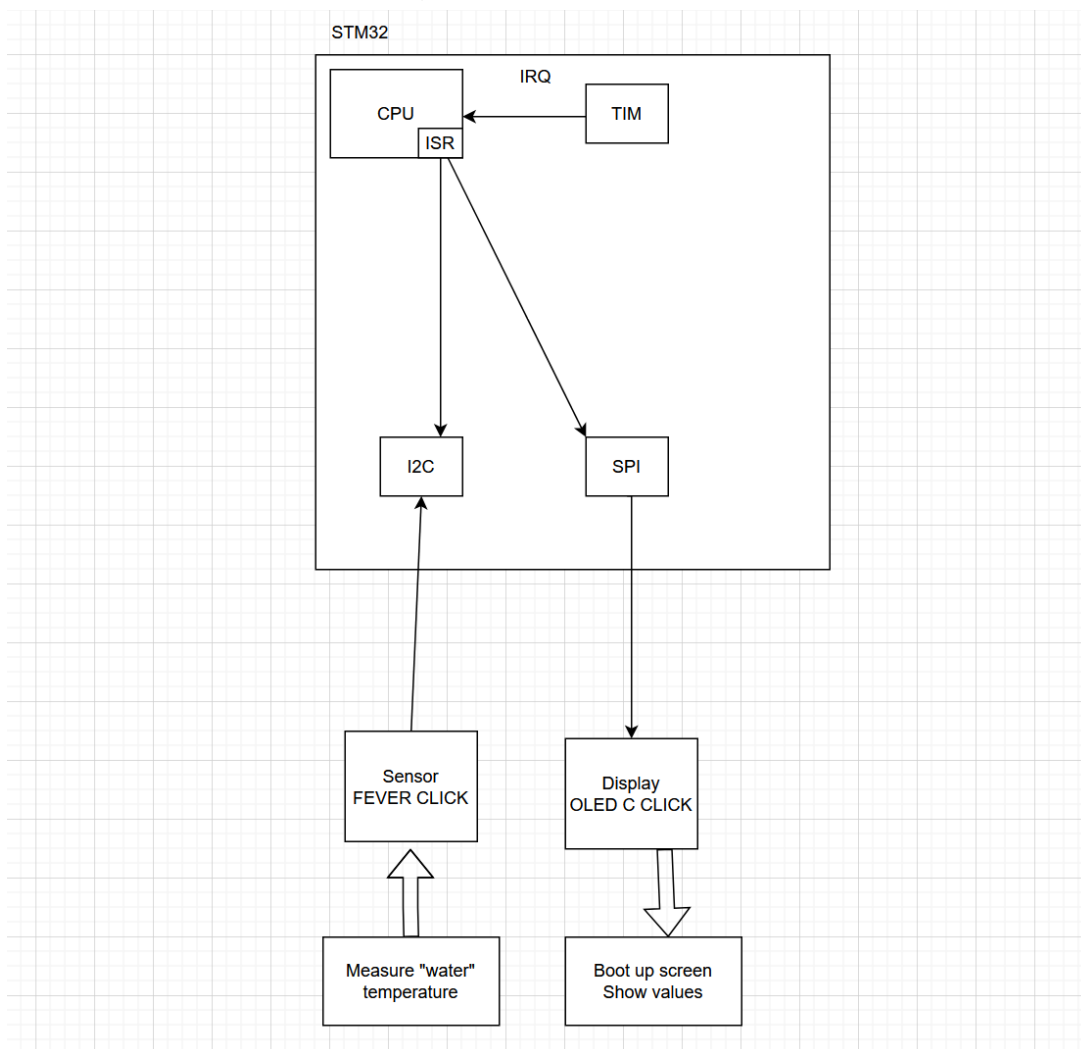 STM32
IRQ
CPU
TIM
ISR
I2C
SPI
Sensor
FEVER CLICK
Display
OLED C CLICK
Measure "water"
temperature
Boot up screen
Show values